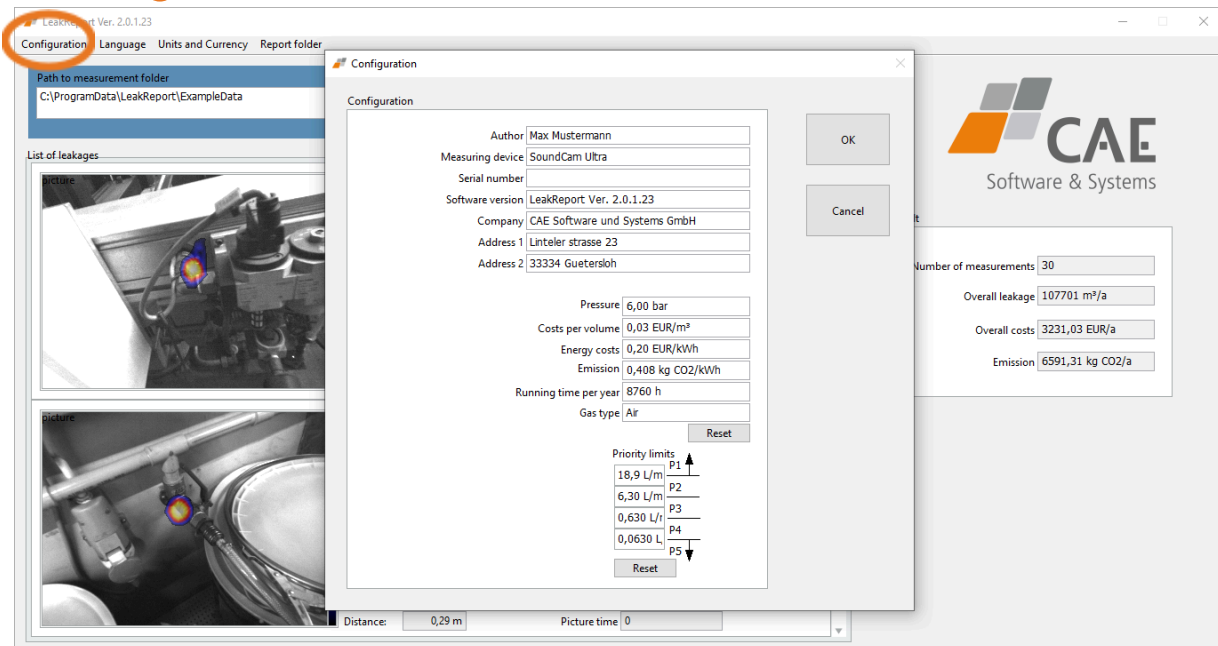 LeakReport Ver. 2.0.1.23
Configuration Language Units and Currency Report folder
Path to measurement folder
C:\ProgramData\LeakReport\ExampleData
List of leakages
picture
picture
Distance: 0,29 m Picture time 0
Configuration
Configuration
Author Max Mustermann
Measuring device SoundCam Ultra
Serial number
Software version LeakReport Ver. 2.0.1.23
Company CAE Software und Systems GmbH
Address 1 Linteler strasse 23
Address 2 33334 Guetersloh
Pressure 6,00 bar
Costs per volume 0,03 EUR/m³
Energy costs 0,20 EUR/kWh
Emission 0,408 kg CO2/kWh
Running time per year 8760 h
Gas type Air
Reset
Priority limits
P1
18,9 L/m
P2
6,30 L/m
P3
0,630 L/
P4
0,0630 L
P5
Reset
OK
Cancel
CAE
Software & Systems
Number of measurements 30
Overall leakage 107701 m³/a
Overall costs 3231,03 EUR/a
Emission 6591,31 kg CO2/a